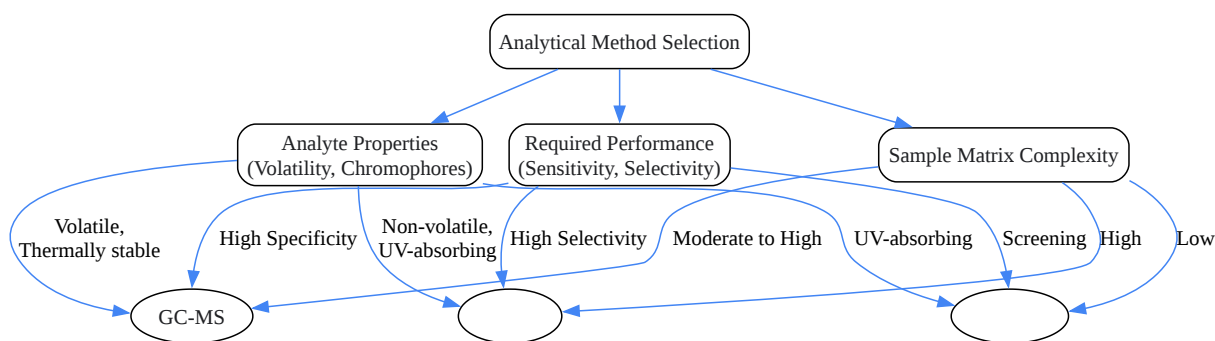 Analytical Method Selection
Analyte Properties
(Volatility, Chromophores)
Required Performance
(Sensitivity, Selectivity)
Sample Matrix Complexity
Volatile,
Thermally stable
High Specificity
Non-volatile,
UV-absorbing
High Selectivity
Moderate to High
UV-absorbing
Screening
High
Low
GC-MS